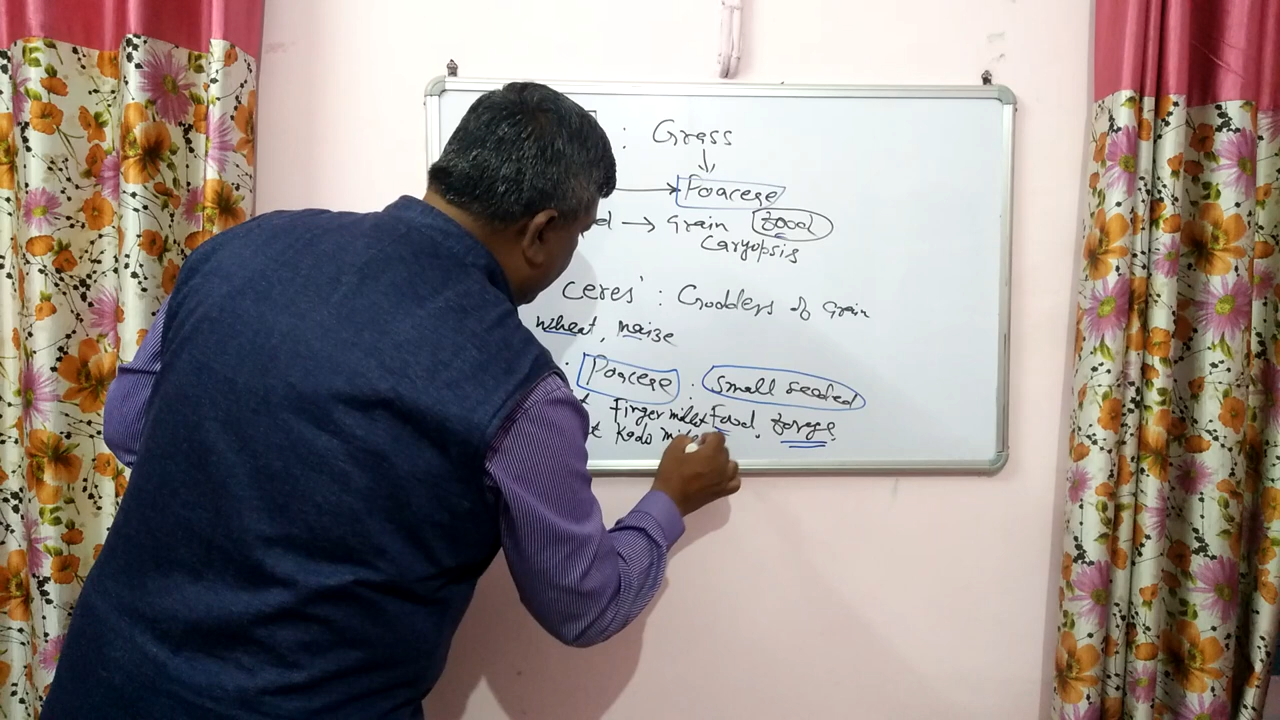 : Grass
Poaceae
→ Grain food
Caryopsis
Ceres' : Goddess of Grain
Wheat, Maize
Poaceae : Small seeded
Finger millet Food, forage,
Kodo